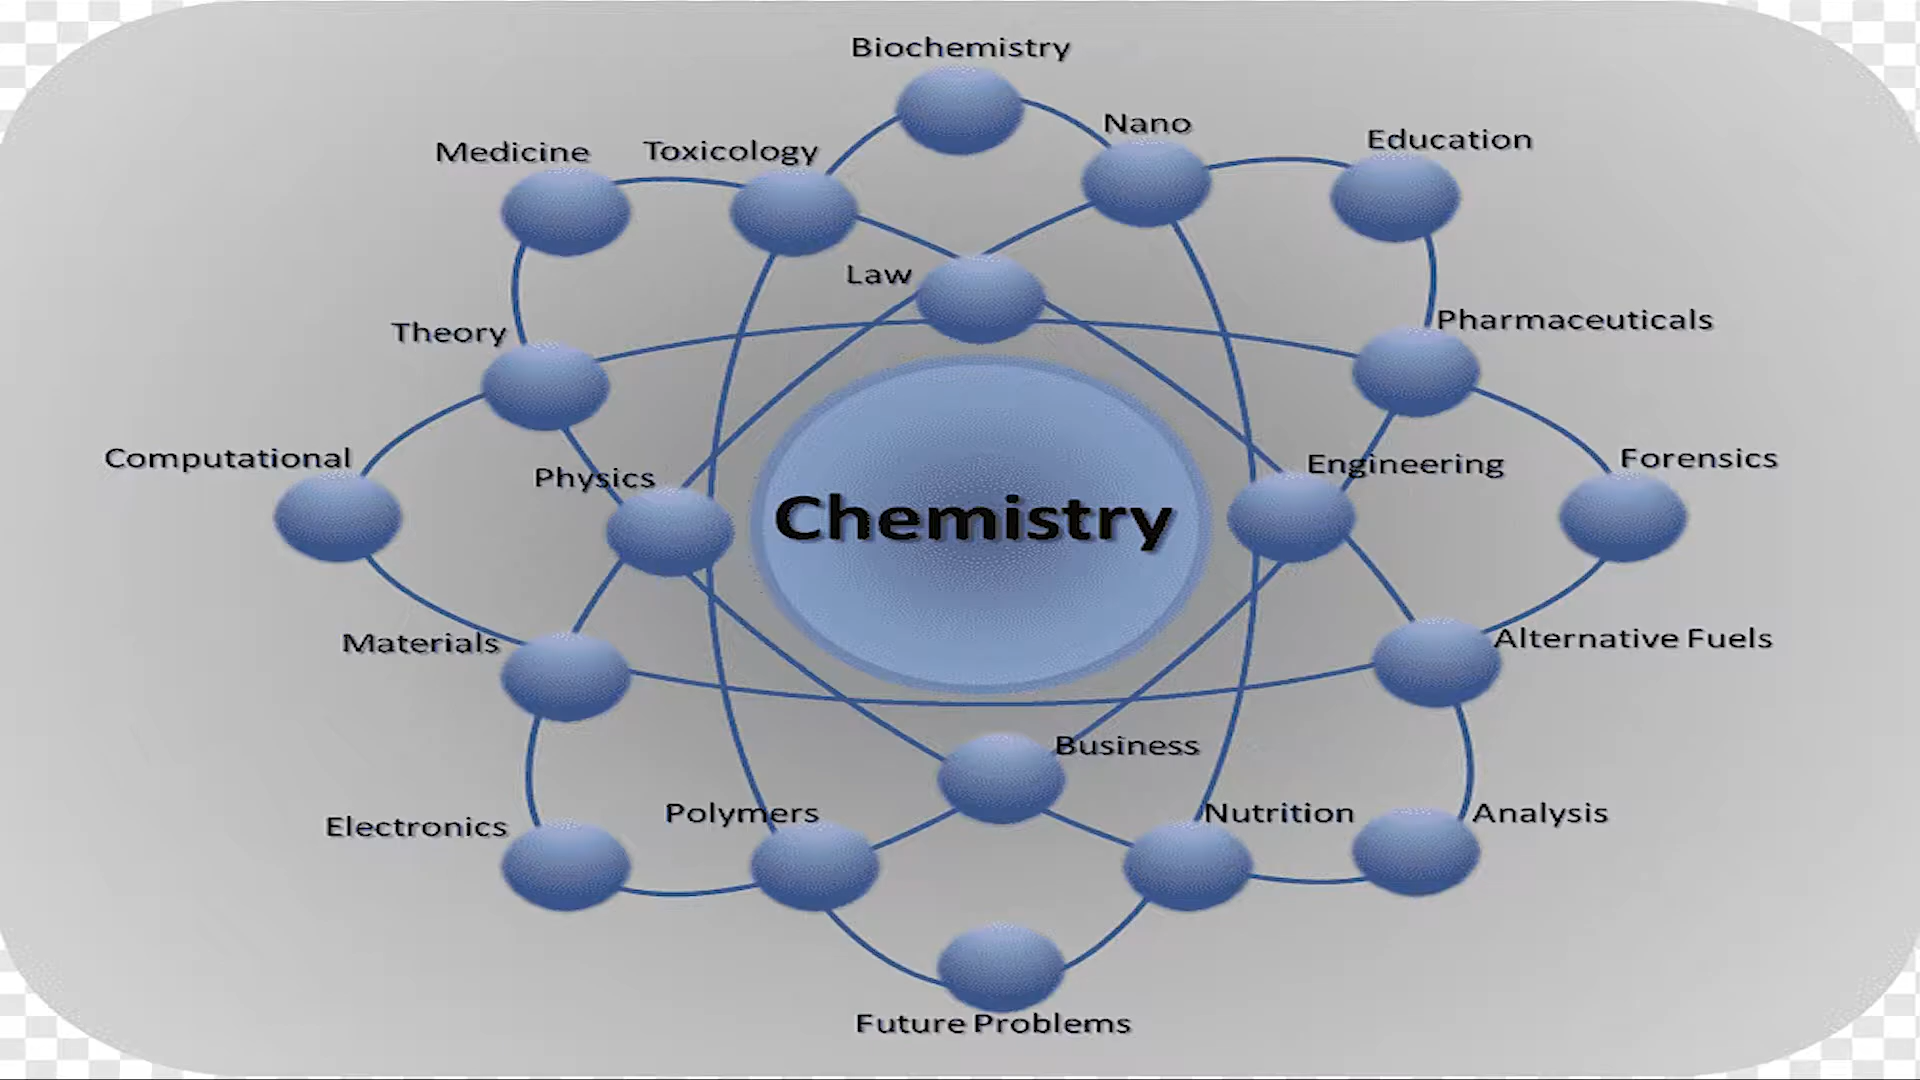 Biochemistry
Nano
Education
Medicine
Toxicology
Law
Pharmaceuticals
Theory
Computational
Physics
Engineering
Forensics
Chemistry
Materials
Alternative Fuels
Business
Electronics
Polymers
Nutrition
Analysis
Future Problems